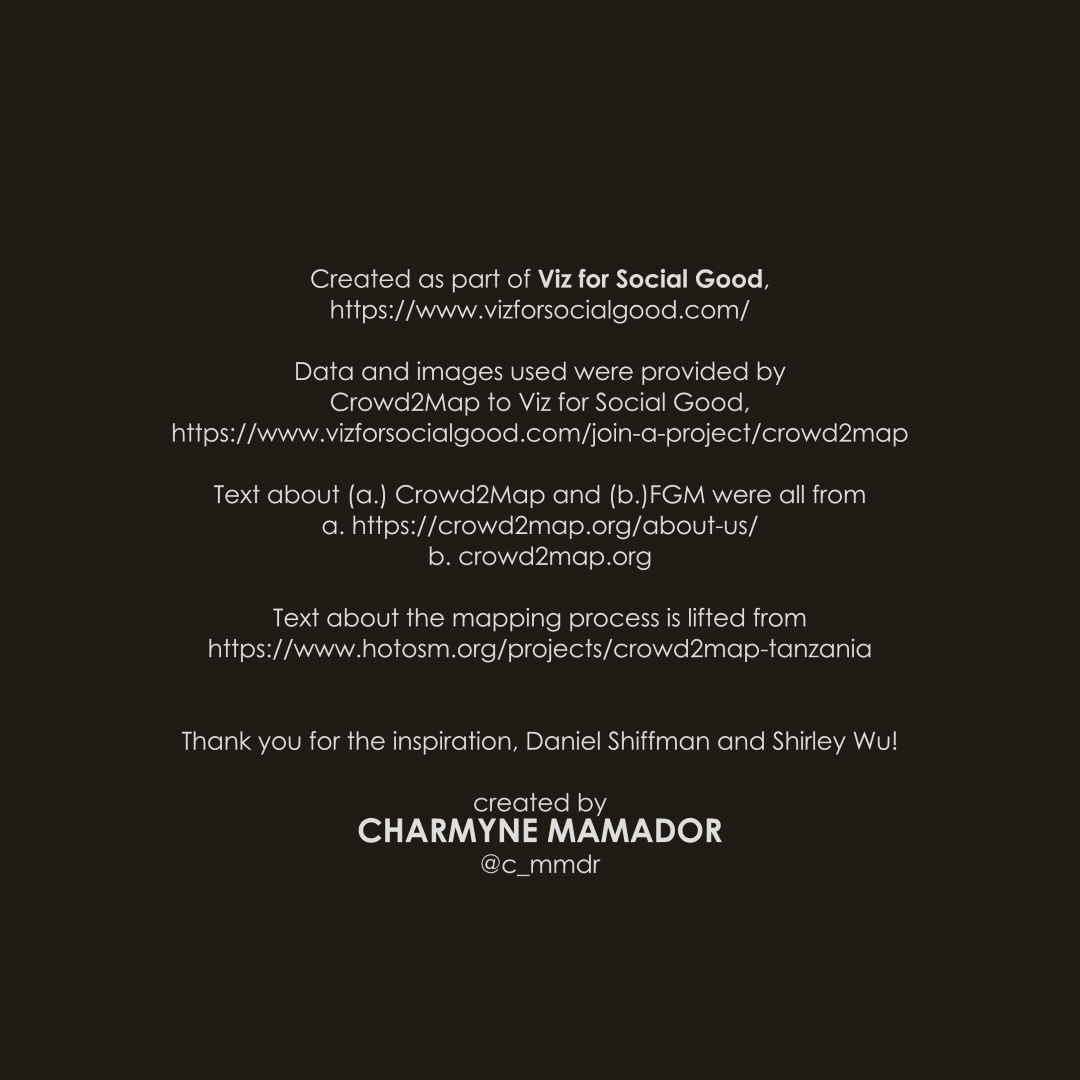 Created as part of Viz for Social Good,
https://www.vizforsocialgood.com/
Data and images used were provided by
Crowd2Map to Viz for Social Good,
https://www.vizforsocialgood.com/join-a-project/crowd2map
Text about (a.) Crowd2Map and (b.)FGM were all from
a. https://crowd2map.org/about-us/
b. crowd2map.org
Text about the mapping process is lifted from
https://www.hotosm.org/projects/crowd2map-tanzania
Thank you for the inspiration, Daniel Shiffman and Shirley Wu!
created by
CHARMYNE MAMADOR
@c_mmdr